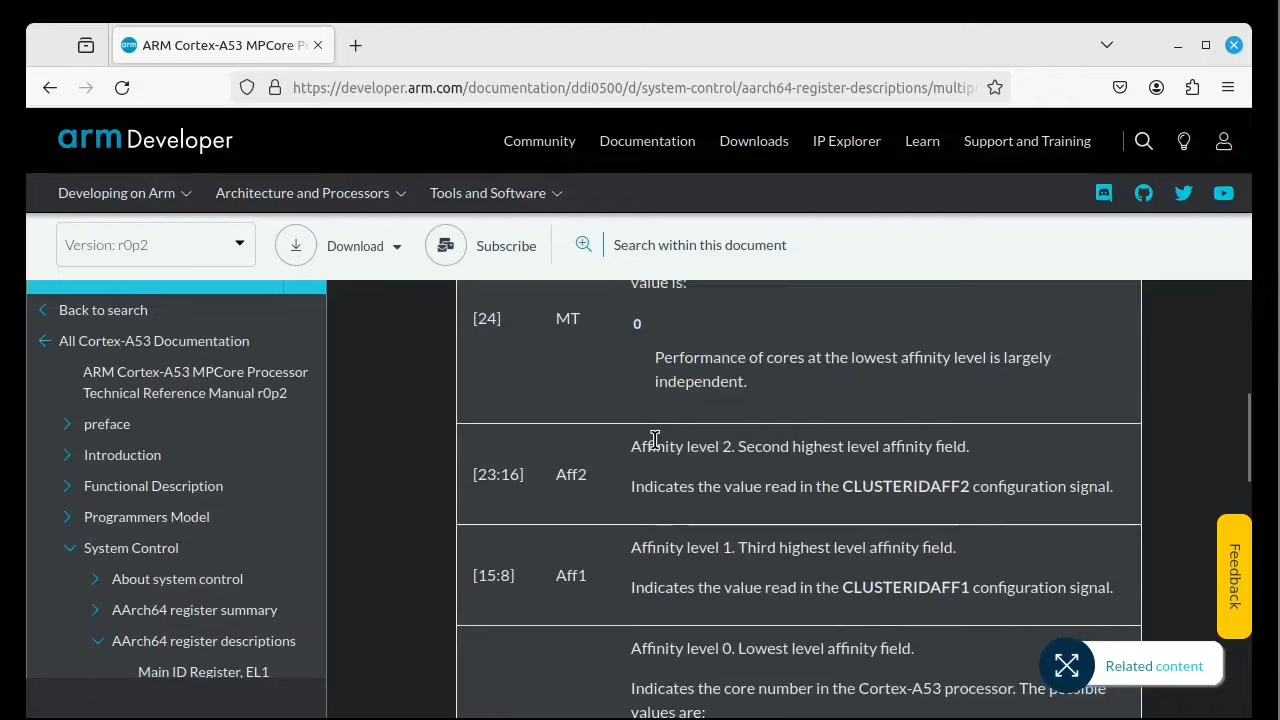 ARM Cortex-A53 MPCore P
https://developer.arm.com/documentation/ddi0500/d/system-control/aarch64-register-descriptions/multipr
arm Developer
Community Documentation Downloads IP Explorer Learn Support and Training
Developing on Arm Architecture and Processors Tools and Software
Version: r0p2 Download Subscribe Search within this document
Back to search
All Cortex-A53 Documentation
ARM Cortex-A53 MPCore Processor
Technical Reference Manual r0p2
preface
Introduction
Functional Description
Programmers Model
System Control
About system control
AArch64 register summary
AArch64 register descriptions
Main ID Register, EL1
value is:
[24] MT
0
Performance of cores at the lowest affinity level is largely
independent.
Affinity level 2. Second highest level affinity field.
[23:16] Aff2
Indicates the value read in the CLUSTERIDAFF2 configuration signal.
Affinity level 1. Third highest level affinity field.
[15:8] Aff1
Indicates the value read in the CLUSTERIDAFF1 configuration signal.
Affinity level 0. Lowest level affinity field.
Indicates the core number in the Cortex-A53 processor. The possible
values are:
Feedback
Related content